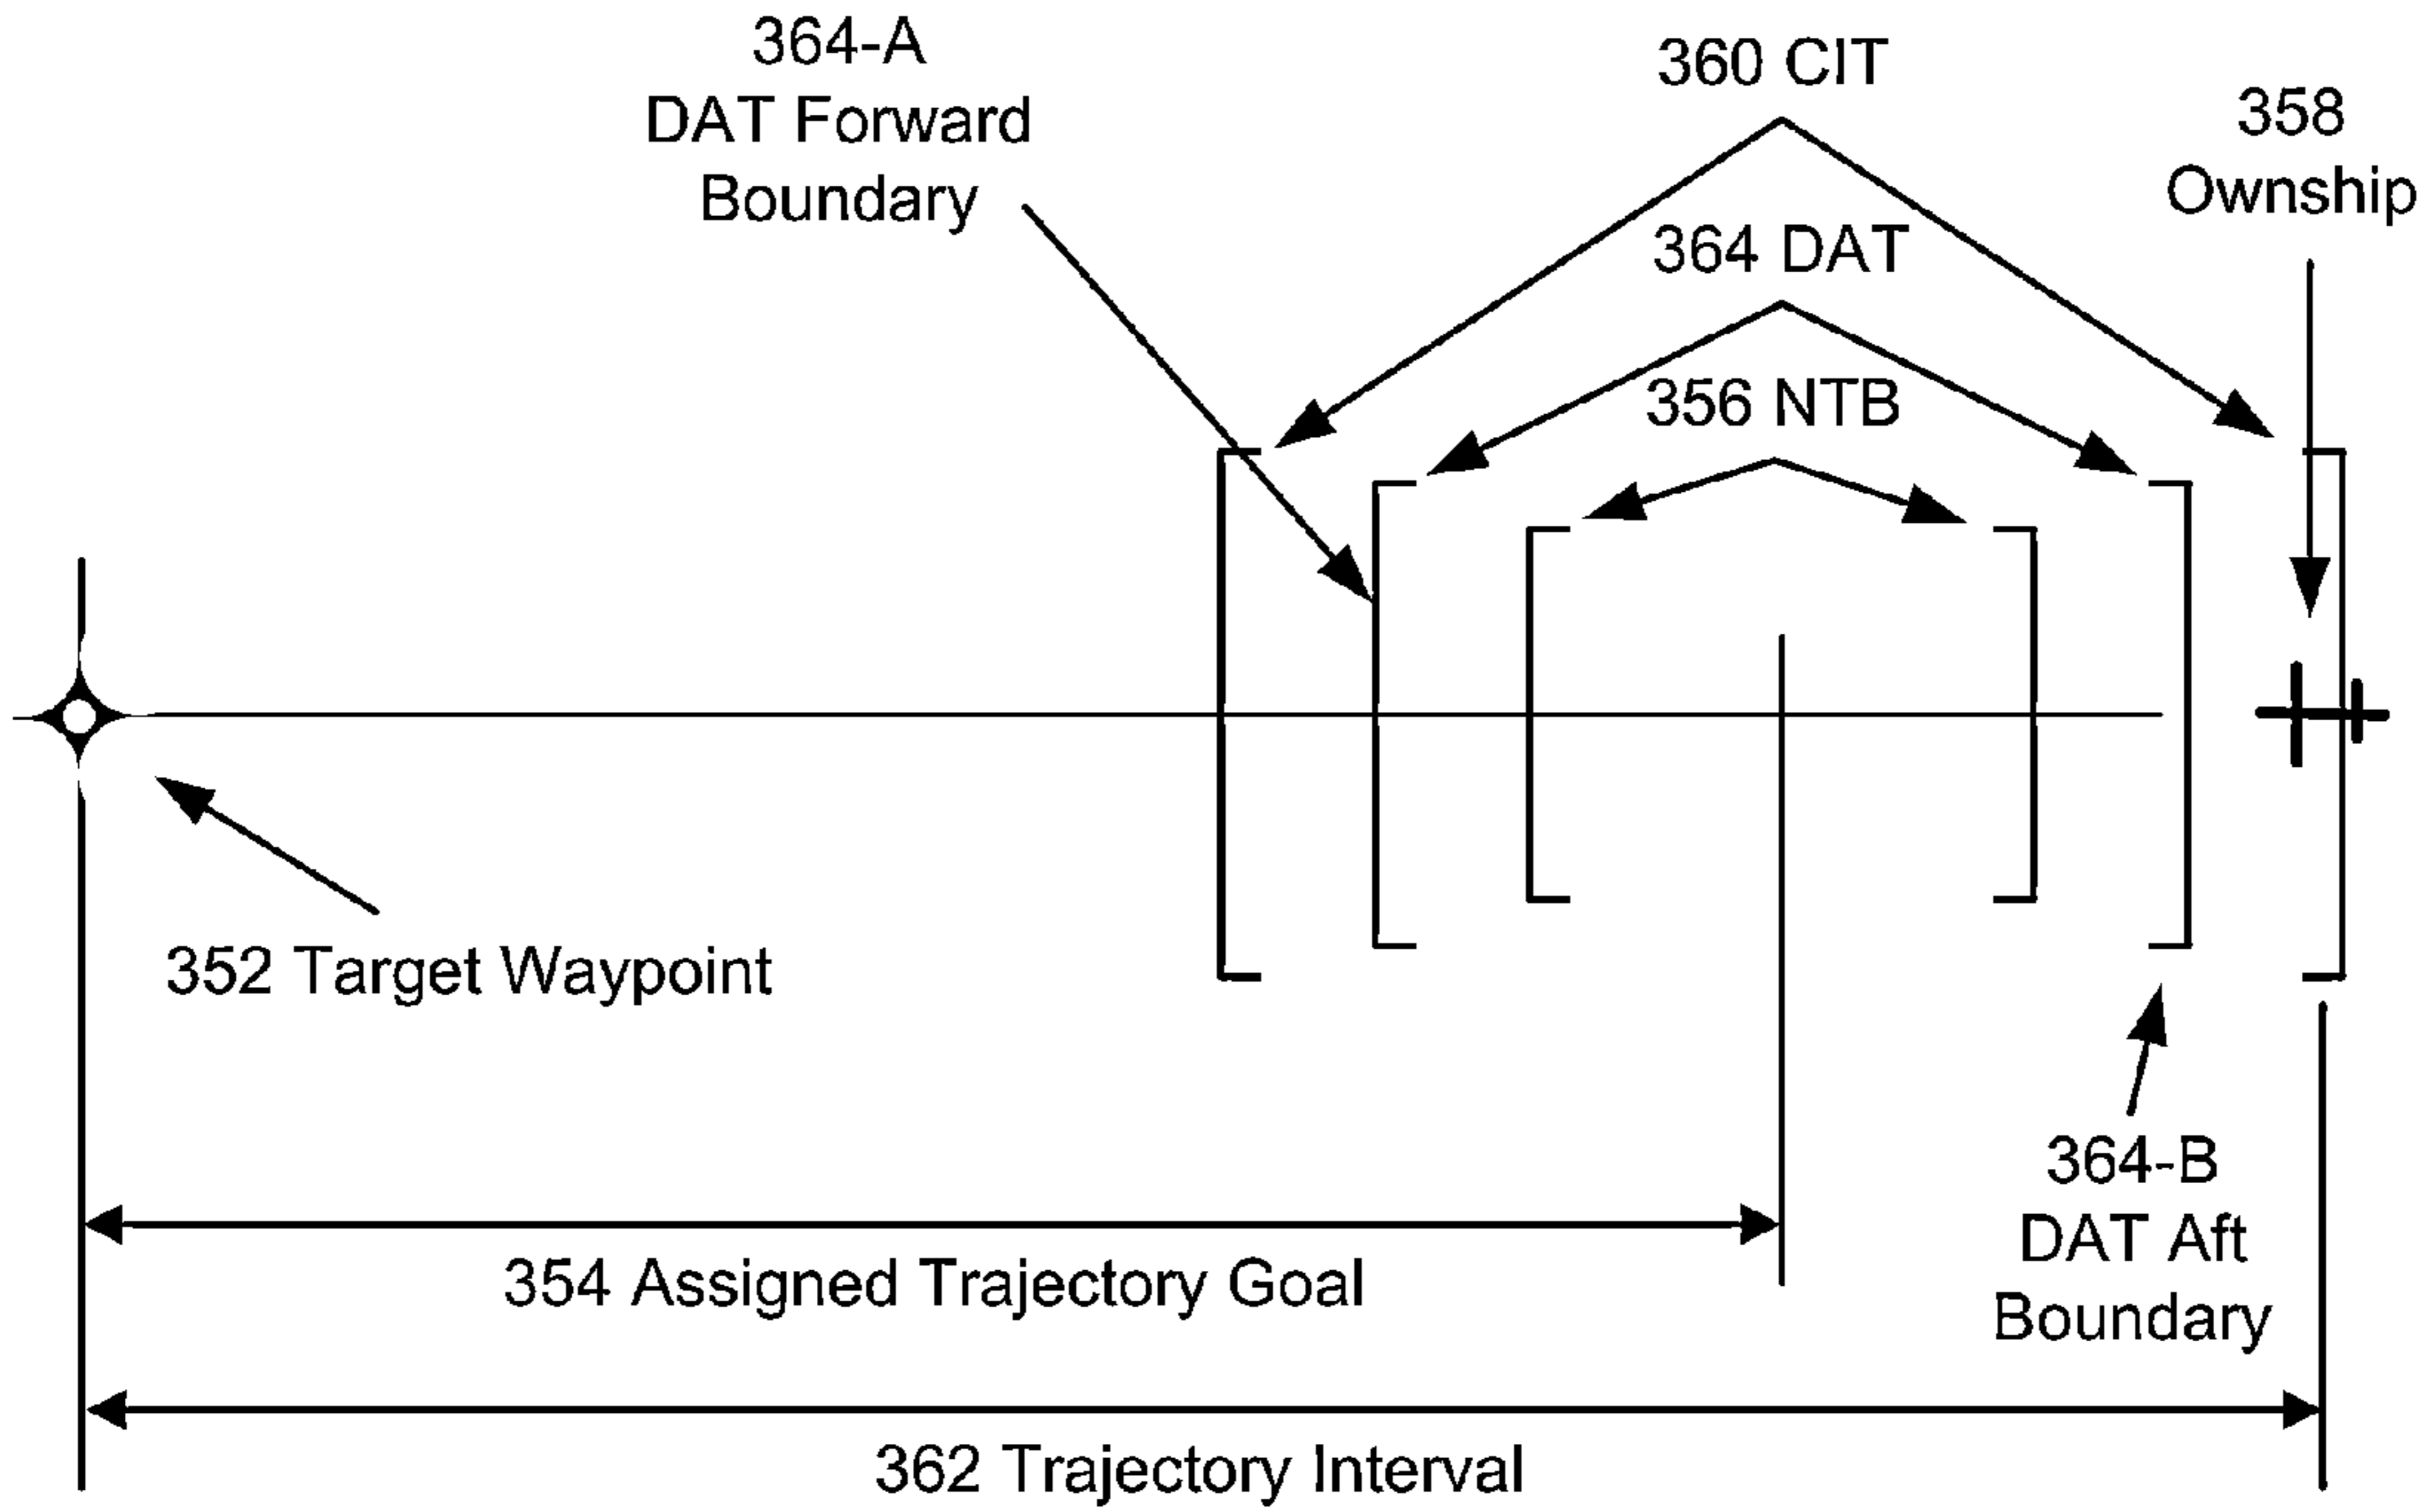 364-A
DAT Forward
Boundary
360 CIT
358
Ownship
364 DAT
356 NTB
352 Target Waypoint
364-B
DAT Aft
Boundary
354 Assigned Trajectory Goal
362 Trajectory Interval